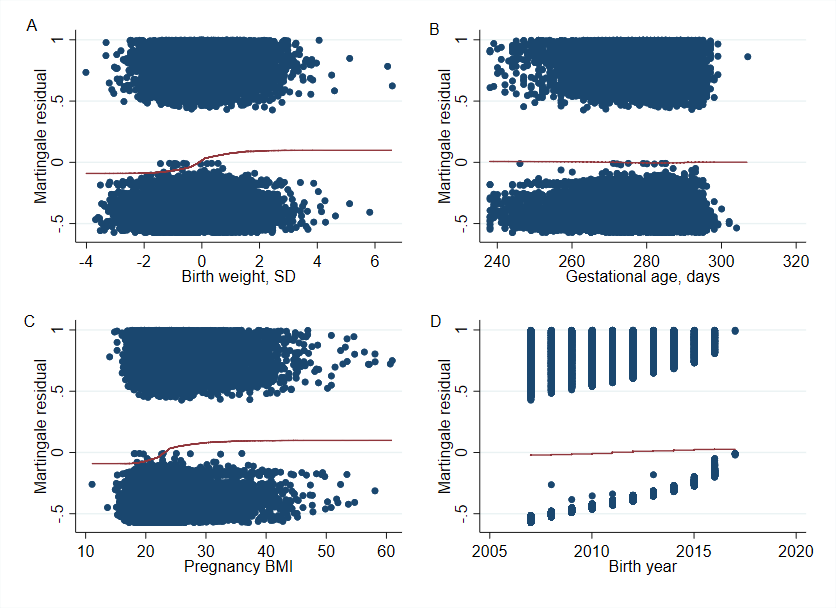 A
Martingale residual
-.5 0 .5 1
-4 -2 0 2 4 6
Birth weight, SD
B
Martingale residual
-.5 0 .5 1
240 260 280 300 320
Gestational age, days
C
Martingale residual
-.5 0 .5 1
10 20 30 40 50 60
Pregnancy BMI
D
Martingale residual
-.5 0 .5 1
2005 2010 2015 2020
Birth year